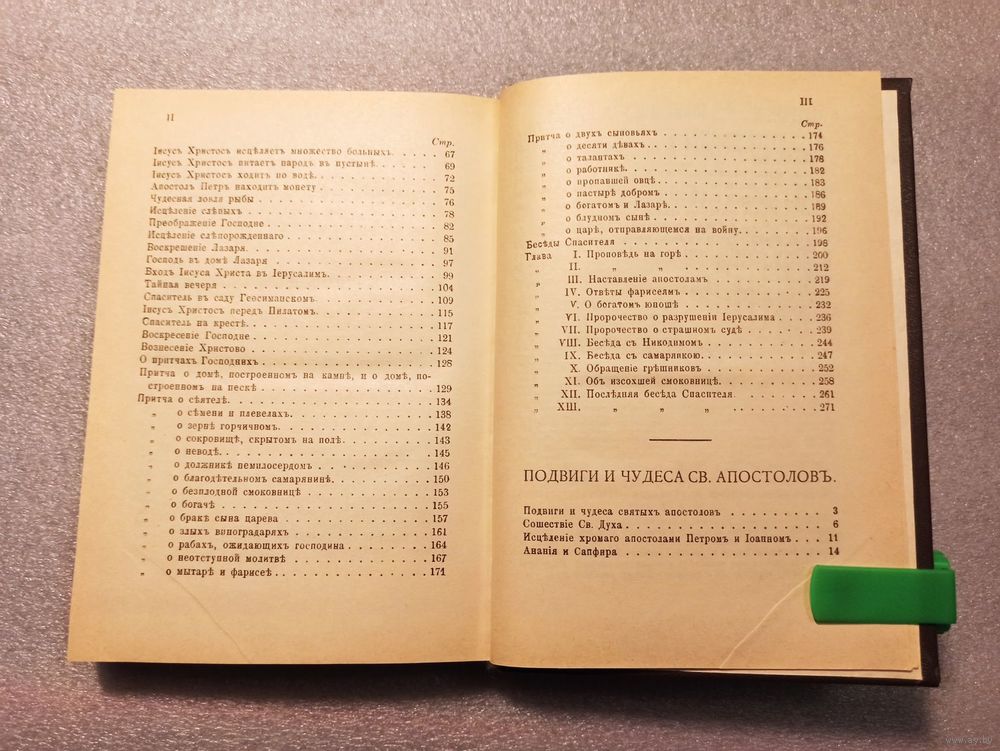 II
Стр.
Іисусъ Христосъ исцѣляетъ множество больныхъ. . . . 67
Іисусъ Христосъ питаетъ народъ въ пустынѣ. . . . 69
Іисусъ Христосъ ходитъ по водѣ. . . . 72
Апостолъ Петръ находитъ монету . . . . 75
Чудесная ловля рыбы . . . . 76
Исцѣленіе слѣпыхъ . . . . 78
Преображеніе Господне . . . . 82
Исцѣленіе слѣпорожденнаго . . . . 85
Воскрешеніе Лазаря. . . . 91
Господь въ домѣ Лазаря . . . . 97
Входъ Іисуса Христа въ Іерусалимъ. . . . 99
Тайная вечеря . . . . 104
Спаситель въ саду Геѳсиманскомъ. . . . 109
Іисусъ Христосъ передъ Пилатомъ. . . . 115
Спаситель на крестѣ. . . . 117
Воскресеніе Господне . . . . 121
Вознесеніе Христово . . . . 124
О притчахъ Господнихъ . . . . 128
Притча о домѣ, построенномъ на камнѣ, и о домѣ, по-
строенномъ на пескѣ . . . . 129
Притча о сѣятелѣ. . . . 134
„ о сѣмени и плевелахъ. . . . 138
„ о зернѣ горчичномъ. . . . 142
„ о сокровищѣ, скрытомъ на полѣ. . . . 143
„ о неводѣ. . . . 145
„ о должникѣ немилосердомъ . . . . 146
„ о благодѣтельномъ самарянинѣ. . . . 150
„ о безплодной смоковницѣ . . . . 153
„ о богачѣ . . . . 155
„ о бракѣ сына царева . . . . 157
„ о злыхъ виноградаряхъ . . . . 161
„ о рабахъ, ожидающихъ господина . . . . 164
„ о неотступной молитвѣ . . . . 167
„ о мытарѣ и фарисеѣ . . . . 171
III
Стр.
Притча о двухъ сыновьяхъ . . . . 174
„ о десяти дѣвахъ. . . . 176
„ о талантахъ . . . . 178
„ о работникѣ. . . . 182
„ о пропавшей овцѣ . . . . 183
„ о пастырѣ добромъ. . . . 186
„ о богатомъ и Лазарѣ. . . . 189
„ о блудномъ сынѣ . . . . 192
„ о царѣ, отправляющемся на войну. . . . 196
Бесѣды Спасителя . . . . 198
Глава I. Проповѣдь на горѣ . . . . 200
„ II. „ „ . . . . 212
„ III. Наставленіе апостоламъ . . . . 219
„ IV. Отвѣты фарисеямъ . . . . 225
„ V. О богатомъ юношѣ . . . . 232
„ VI. Пророчество о разрушеніи Іерусалима . . . . 236
„ VII. Пророчество о страшномъ судѣ . . . . 239
„ VIII. Бесѣда съ Никодимомъ . . . . 244
„ IX. Бесѣда съ самарянкою. . . . 247
„ X. Обращеніе грѣшниковъ . . . . 252
„ XI. Объ изсохшей смоковницѣ. . . . 258
„ XII. Послѣдняя бесѣда Спасителя . . . . 261
„ XIII. „ „ „ . . . . 271
ПОДВИГИ И ЧУДЕСА СВ. АПОСТОЛОВЪ.
Подвиги и чудеса святыхъ апостоловъ . . . . 3
Сошествіе Св. Духа . . . . 6
Исцѣленіе хромаго апостолами Петромъ и Іоанномъ. . . . 11
Ананія и Сапфира . . . . 14
www.ay.by